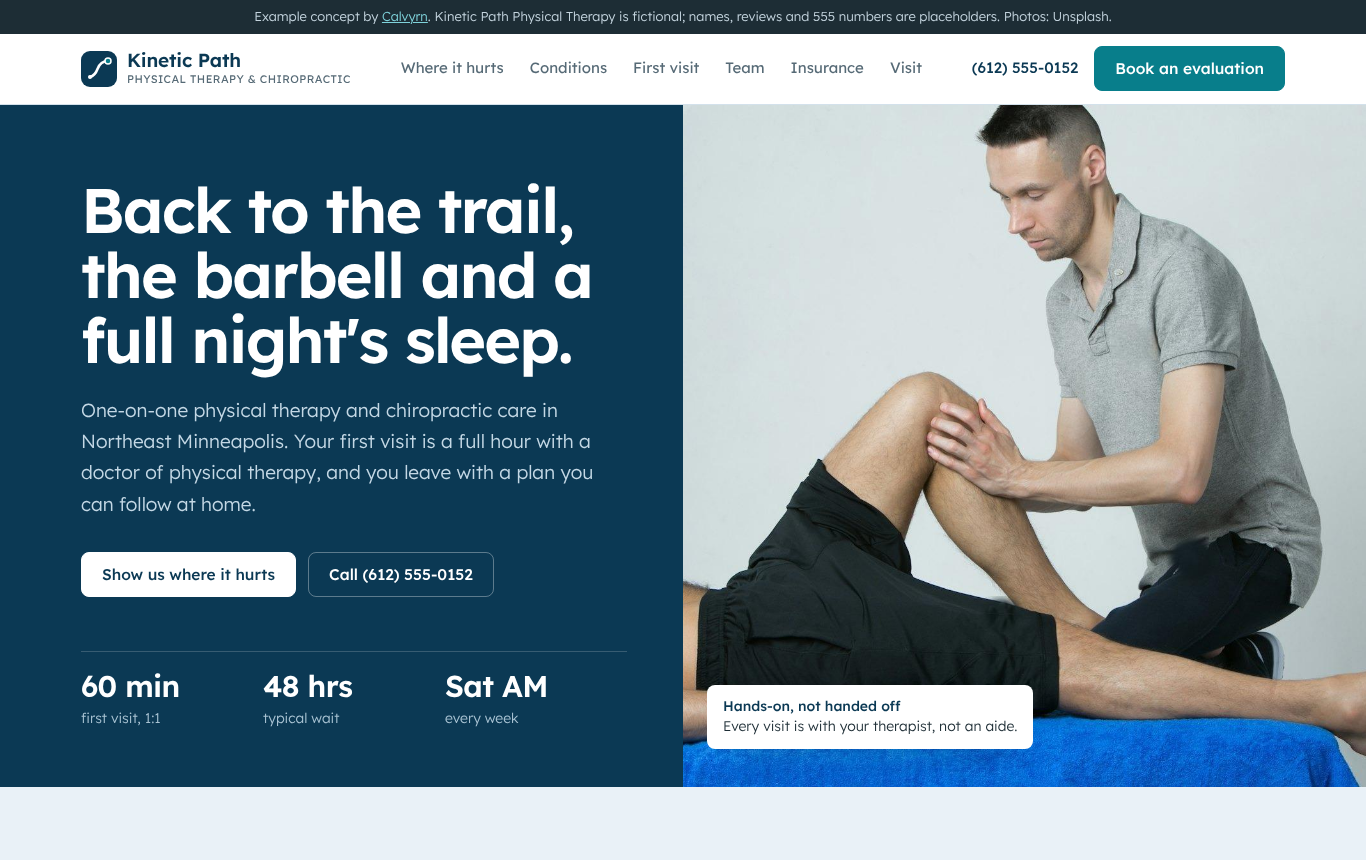 Example concept by Calvyrn. Kinetic Path Physical Therapy is fictional; names, reviews and 555 numbers are placeholders. Photos: Unsplash.
Kinetic Path
PHYSICAL THERAPY & CHIROPRACTIC
Where it hurts
Conditions
First visit
Team
Insurance
Visit
(612) 555-0152
Book an evaluation
Back to the trail,
the barbell and a
full night's sleep.
One-on-one physical therapy and chiropractic care in
Northeast Minneapolis. Your first visit is a full hour with a
doctor of physical therapy, and you leave with a plan you
can follow at home.
Show us where it hurts
Call (612) 555-0152
60 min
first visit, 1:1
48 hrs
typical wait
Sat AM
every week
Hands-on, not handed off
Every visit is with your therapist, not an aide.